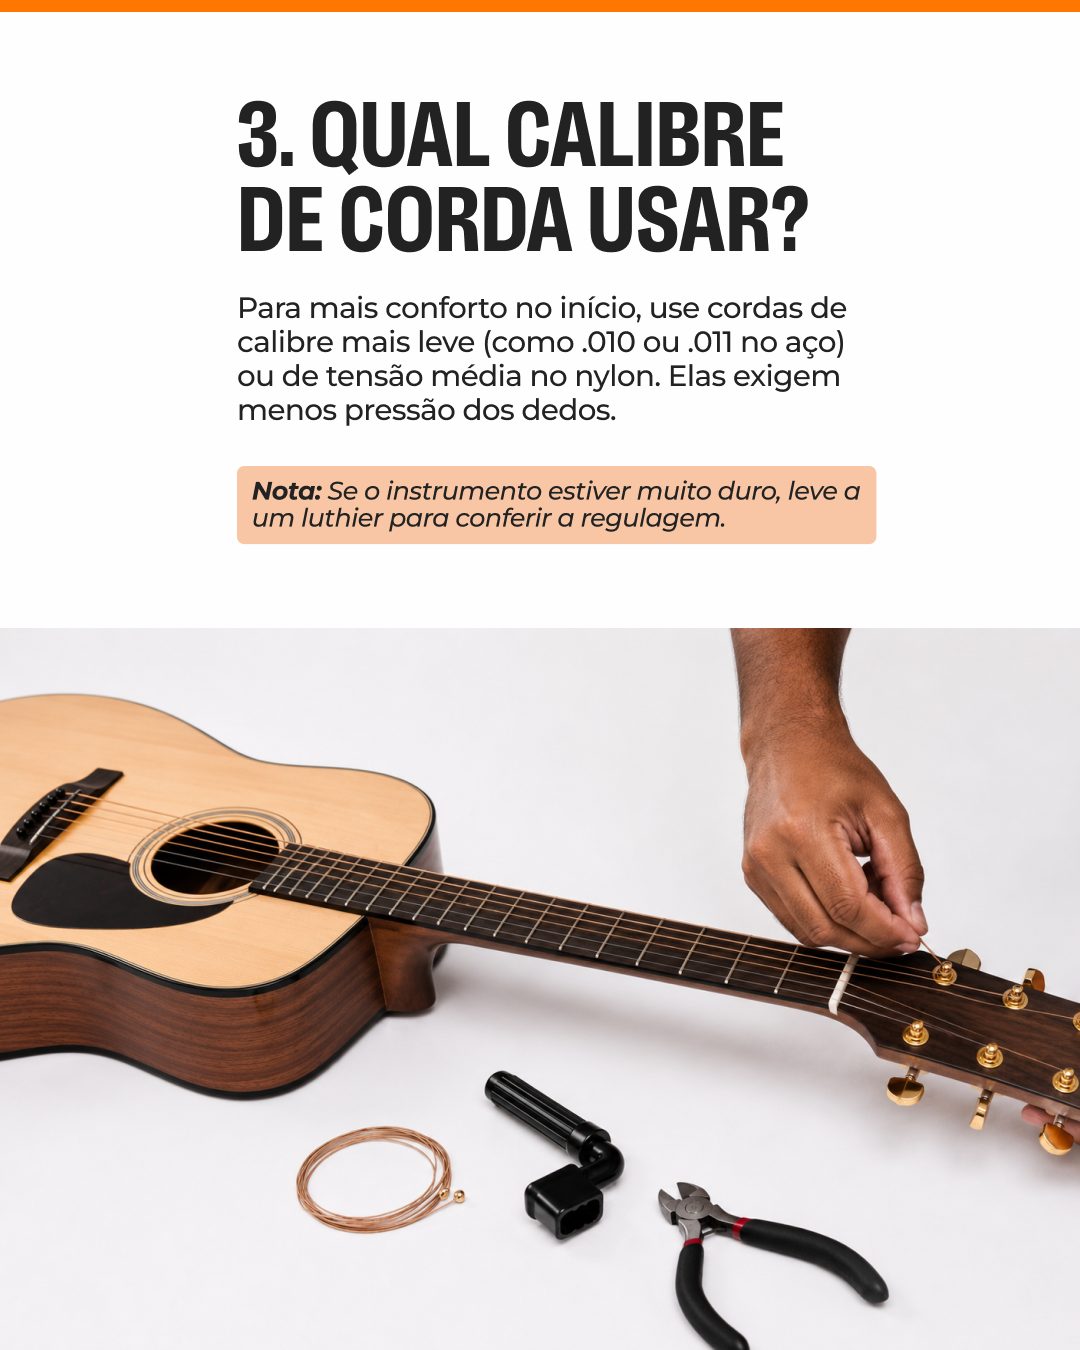 3. QUAL CALIBRE
DE CORDA USAR?
Para mais conforto no início, use cordas de
calibre mais leve (como .010 ou .011 no aço)
ou de tensão média no nylon. Elas exigem
menos pressão dos dedos.
Nota: Se o instrumento estiver muito duro, leve a
um luthier para conferir a regulagem.